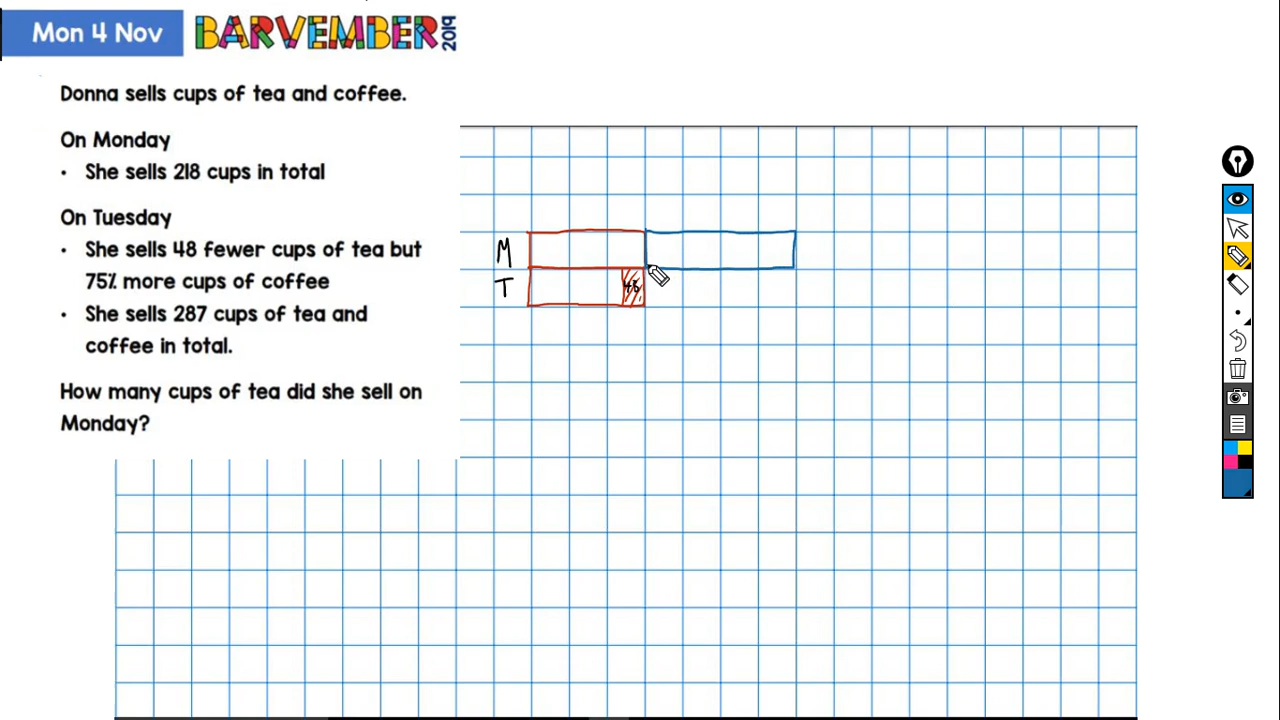 Mon 4 Nov
BARVEMBER 2019
Donna sells cups of tea and coffee.
On Monday
• She sells 218 cups in total
On Tuesday
• She sells 48 fewer cups of tea but
75% more cups of coffee
• She sells 287 cups of tea and
coffee in total.
How many cups of tea did she sell on
Monday?
M
T
48